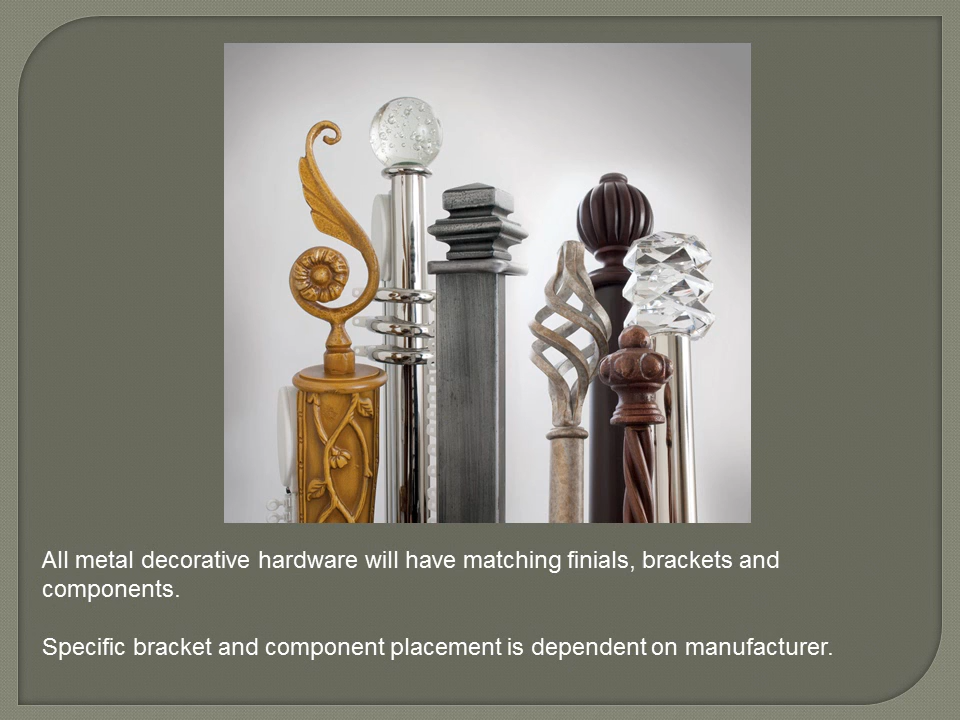 All metal decorative hardware will have matching finials, brackets and
components.
Specific bracket and component placement is dependent on manufacturer.